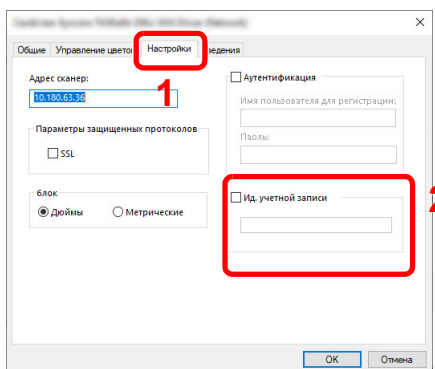 Общие Управление цветом Настройки ведения
1
Адрес сканер:
10.180.63.36
Параметры защищенных протоколов
SSL
блок
Дюймы Метрические
Аутентификация
Имя пользователя для регистрации:
Паоль:
Ид. учетной записи
2
OK Отмена